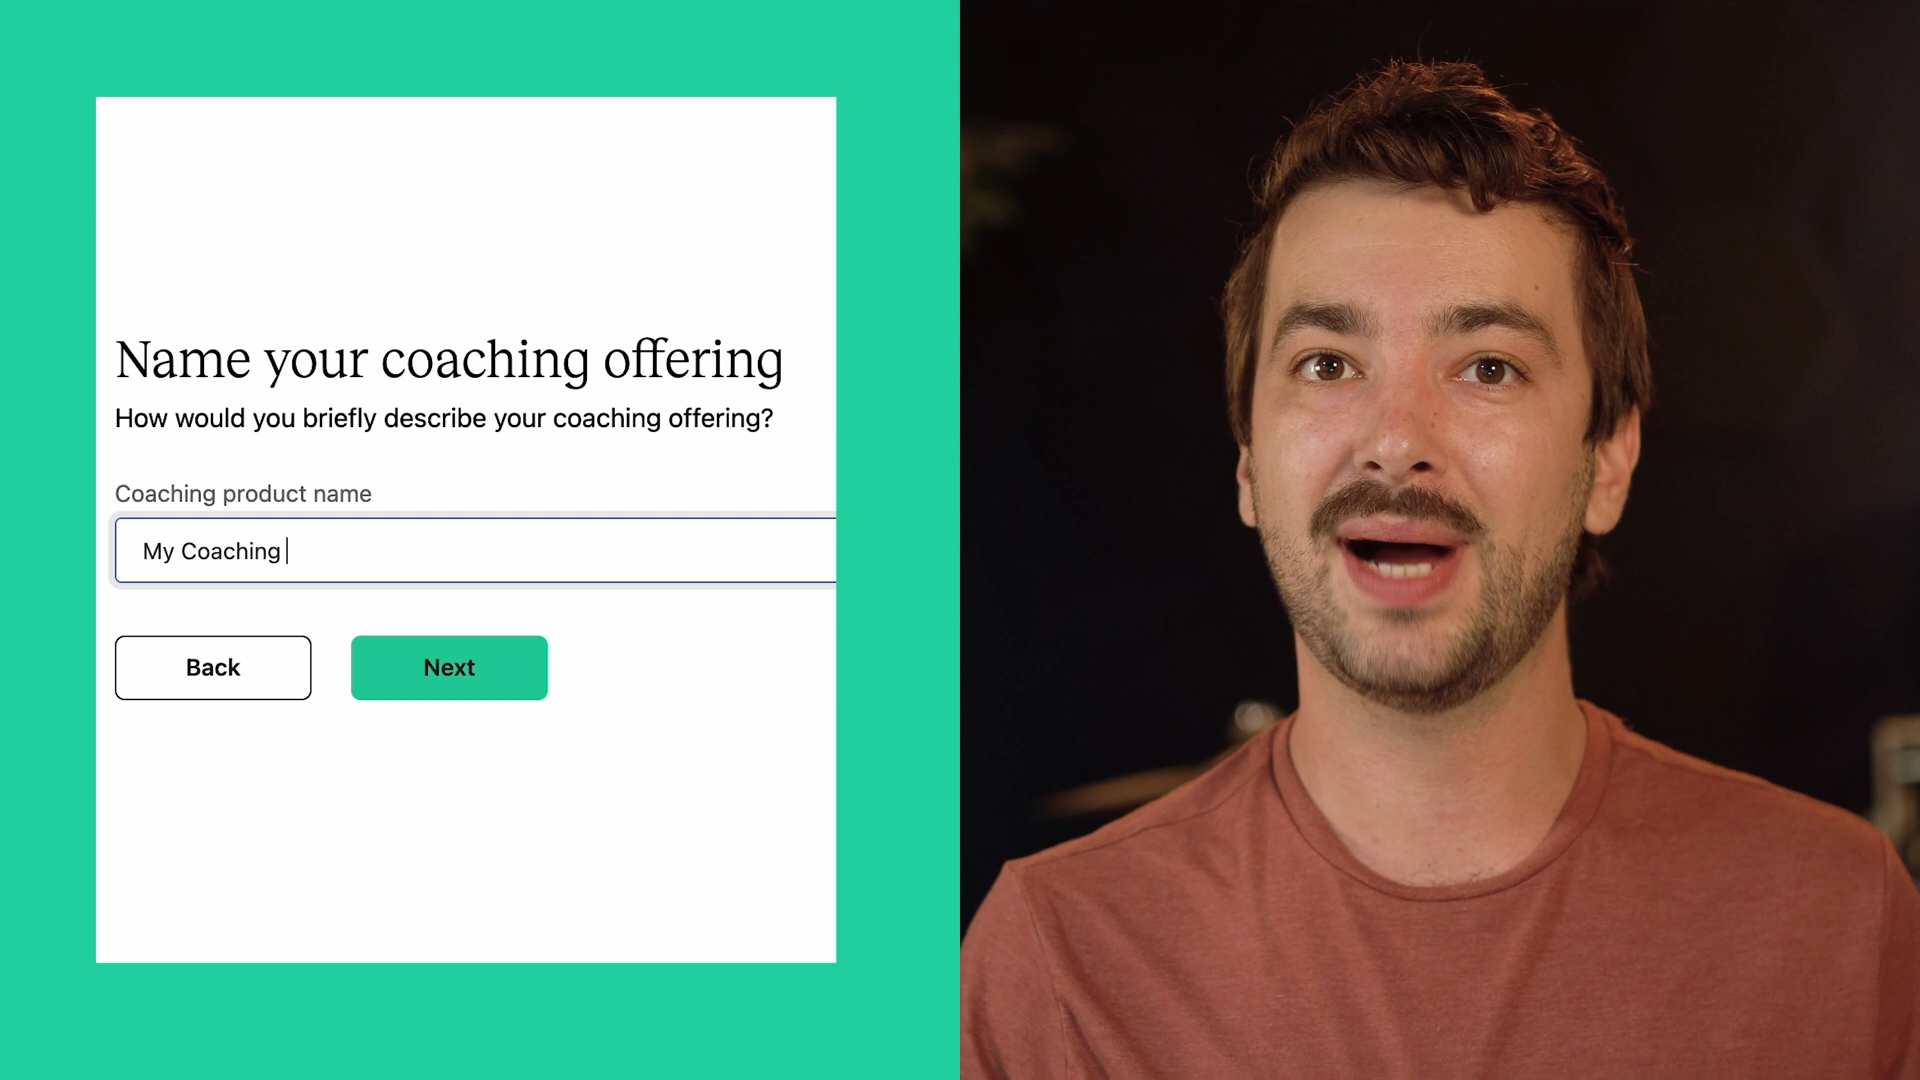 Name your coaching offering
How would you briefly describe your coaching offering?
Coaching product name
My Coaching
Back
Next